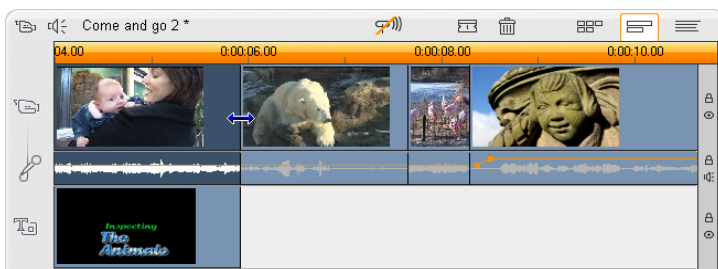 Come and go 2 *
04.00 0:00:06.00 0:00:08.00 0:00:10.00
Inspecting
The
Animals